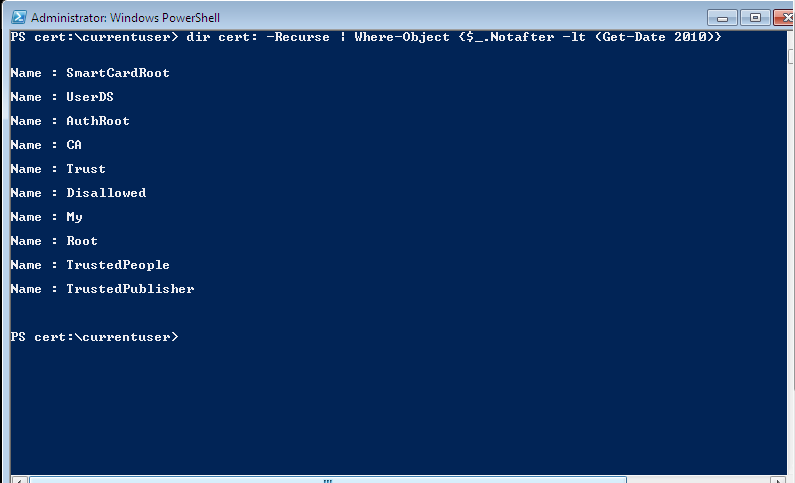 Administrator: Windows PowerShell
PS cert:\currentuser> dir cert: -Recurse | Where-Object {$_.Notafter -lt (Get-Date 2010)}
Name : SmartCardRoot
Name : UserDS
Name : AuthRoot
Name : CA
Name : Trust
Name : Disallowed
Name : My
Name : Root
Name : TrustedPeople
Name : TrustedPublisher
PS cert:\currentuser>